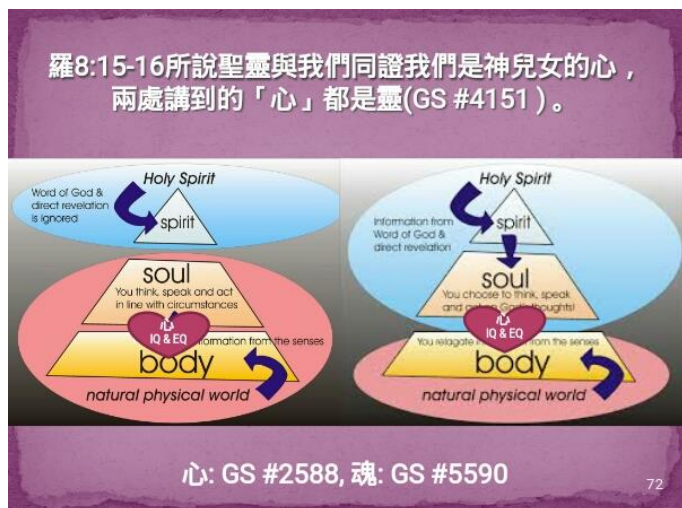 羅8:15-16所說聖靈與我們同證我們是神兒女的心，
兩處講到的「心」都是靈(GS #4151 )。
Holy Spirit
Word of God &
direct revelation
is ignored
spirit
soul
You think, speak and act
in line with circumstances
心
IQ & EQ
formation from the senses
body
natural physical world
Holy Spirit
Information from
Word of God &
direct revelation
spirit
soul
You choose to think, speak
and God's thoughts!
心
IQ & EQ
You relagate from the senses
body
natural physical world
心: GS #2588, 魂: GS #5590
72